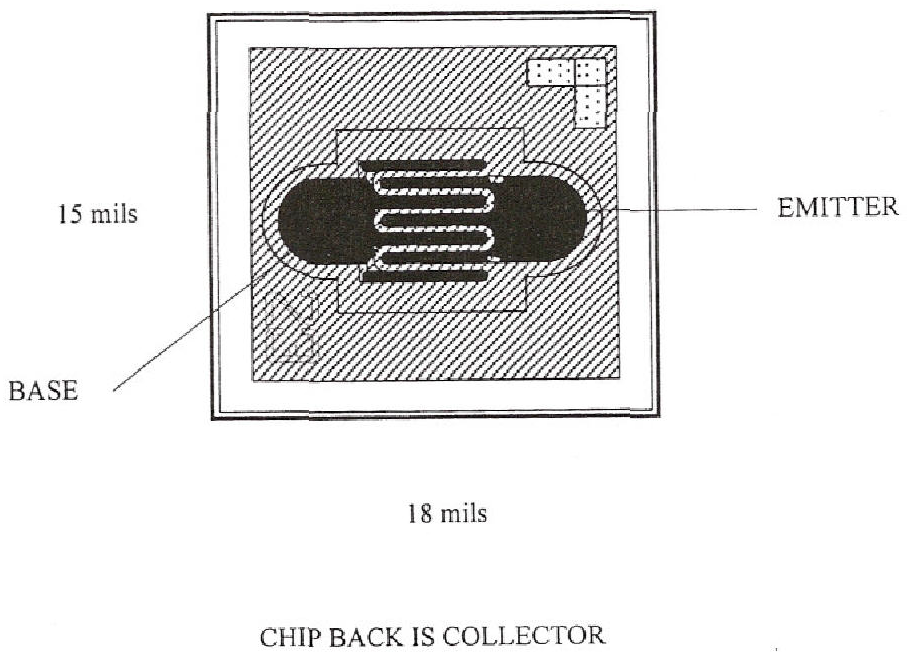 15 mils
EMITTER
BASE
18 mils
CHIP BACK IS COLLECTOR